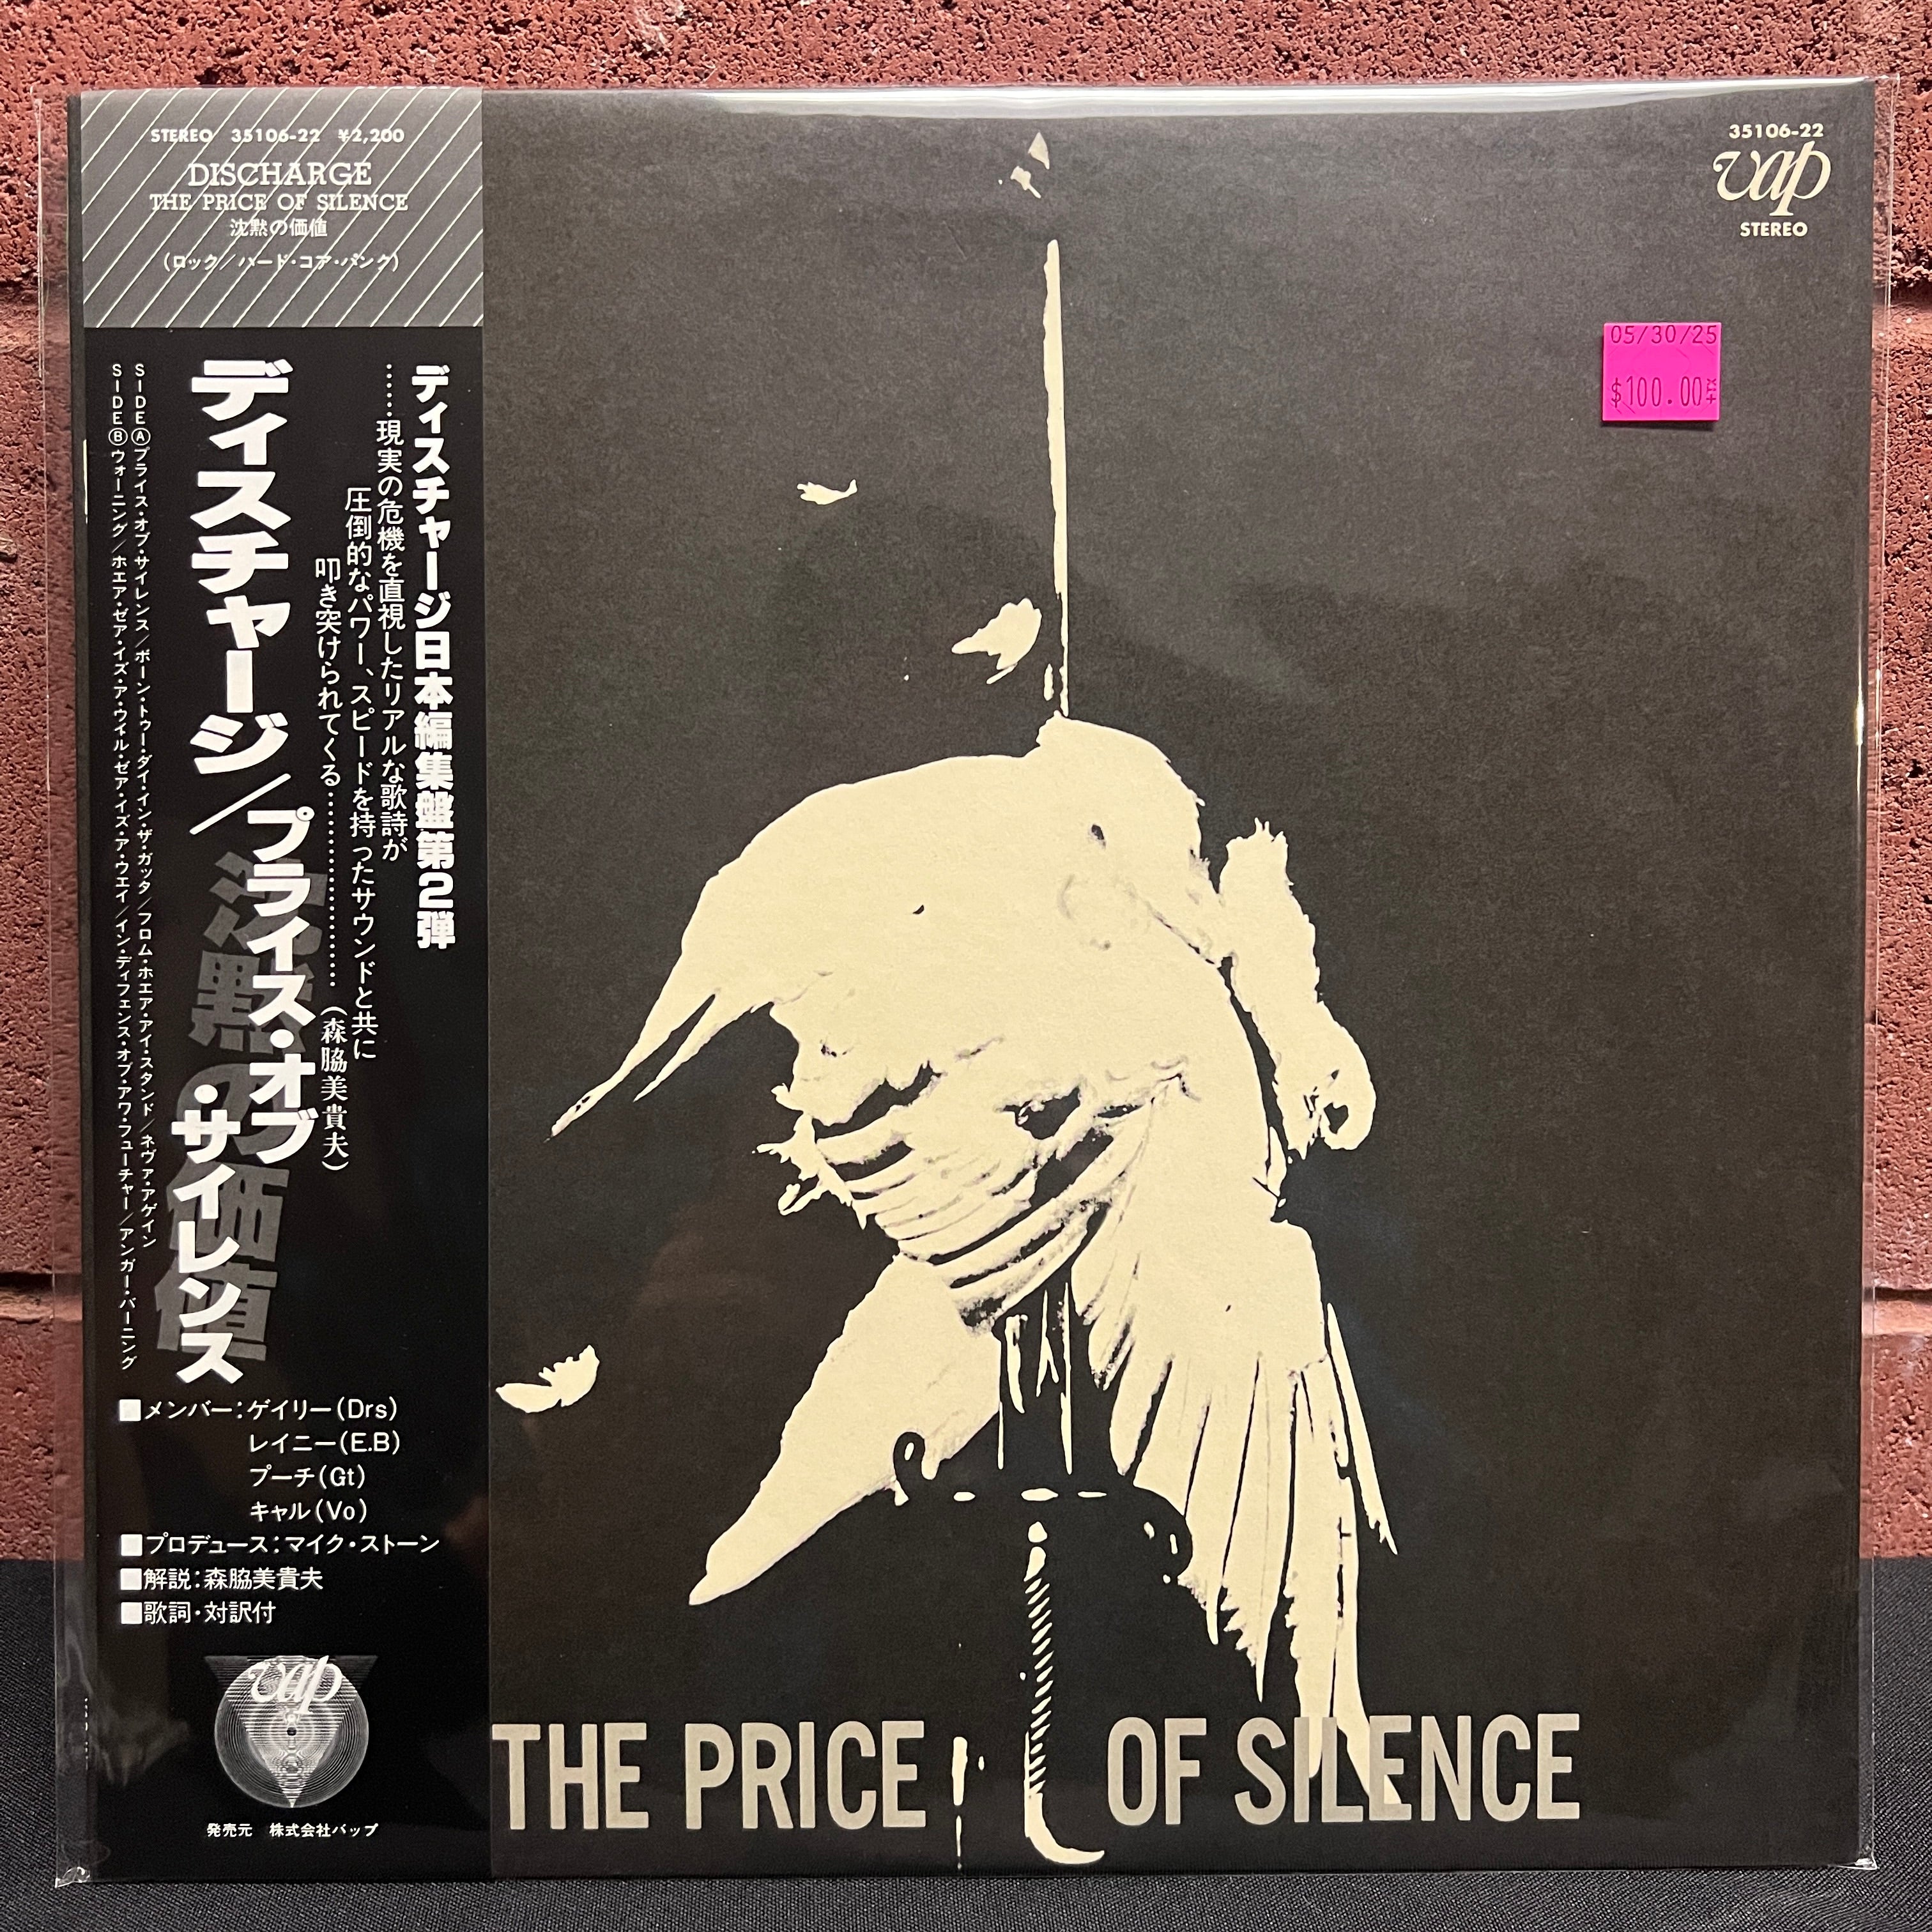 STEREO 35106-22 ¥2,200
DISCHARGE
THE PRICE OF SILENCE
沈黙の価値
(ロック/ハード・コア・パンク)
ディスチャージ日本編集盤第2弾
……現実の危機を直視したリアルな歌詩が
圧倒的なパワー、スピードを持ったサウンドと共に
叩き突けられてくる…………………(森脇美貴夫)
ディスチャージ/プライス・オブ
・サイレンス
沈黙の価値
SIDEⒶプライス・オブ・サイレンス/ボーン・トゥー・ダイ・イン・ザ・ガッタ/フロム・ホエア・アイ・スタンド/ネヴァ・アゲイン
SIDEⒷウォーニング/ホエア・ゼア・イズ・ア・ウイル・ゼア・イズ・ア・ウエイ/イン・ディフェンス・オブ・アワ・フューチャー/アンガー・バーニング
■メンバー:ゲイリー(Drs)
レイニー(E.B)
プーチ(Gt)
キャル(Vo)
■プロデュース:マイク・ストーン
■解説:森脇美貴夫
■歌詞・対訳付
vap
発売元 株式会社バップ
35106-22
vap
STEREO
05/30/25
$100.00
THE PRICE OF SILENCE